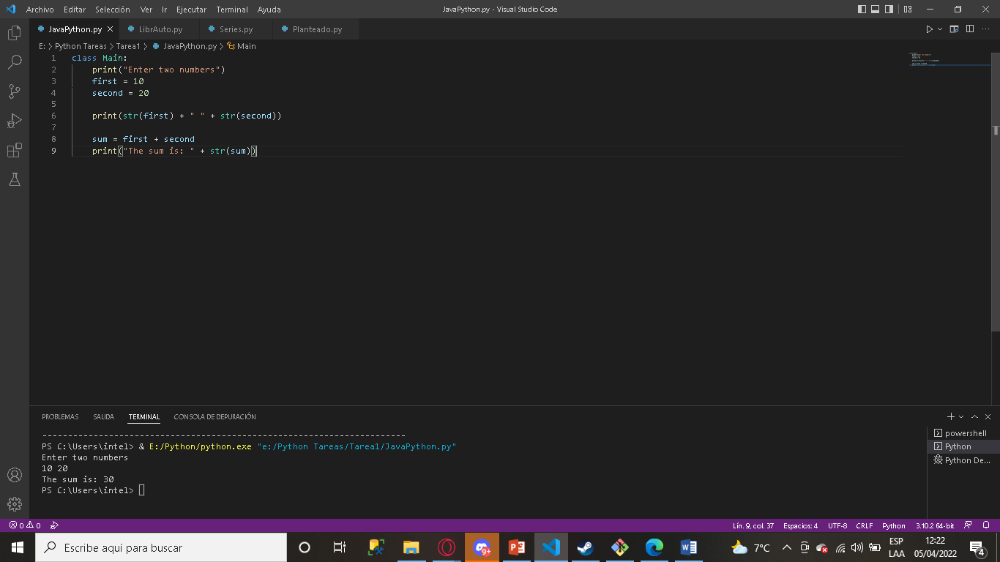 Archivo Editar Selección Ver Ir Ejecutar Terminal Ayuda JavaPython.py - Visual Studio Code
JavaPython.py LibrAuto.py Series.py Planteado.py
E: > Python Tareas > Tarea1 > JavaPython.py > Main
1 class Main:
2 print("Enter two numbers")
3 first = 10
4 second = 20
5
6 print(str(first) + " " + str(second))
7
8 sum = first + second
9 print("The sum is: " + str(sum))
PROBLEMAS SALIDA TERMINAL CONSOLA DE DEPURACIÓN
-----------------------------------------------------------------------
PS C:\Users\intel> & E:/Python/python.exe "e:/Python Tareas/Tarea1/JavaPython.py"
Enter two numbers
10 20
The sum is: 30
PS C:\Users\intel>
powershell
Python
Python De...
0 0 Lín. 9, col. 37 Espacios: 4 UTF-8 CRLF Python 3.10.2 64-bit
Escribe aquí para buscar 9+ 7°C ESP 12:22
LAA 05/04/2022 4